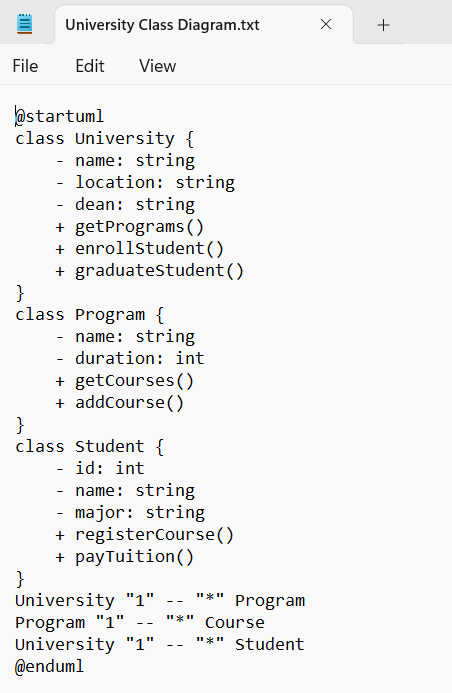 University Class Diagram.txt
File Edit View
@startuml
class University {
    - name: string
    - location: string
    - dean: string
    + getPrograms()
    + enrollStudent()
    + graduateStudent()
}
class Program {
    - name: string
    - duration: int
    + getCourses()
    + addCourse()
}
class Student {
    - id: int
    - name: string
    - major: string
    + registerCourse()
    + payTuition()
}
University "1" -- "*" Program
Program "1" -- "*" Course
University "1" -- "*" Student
@enduml